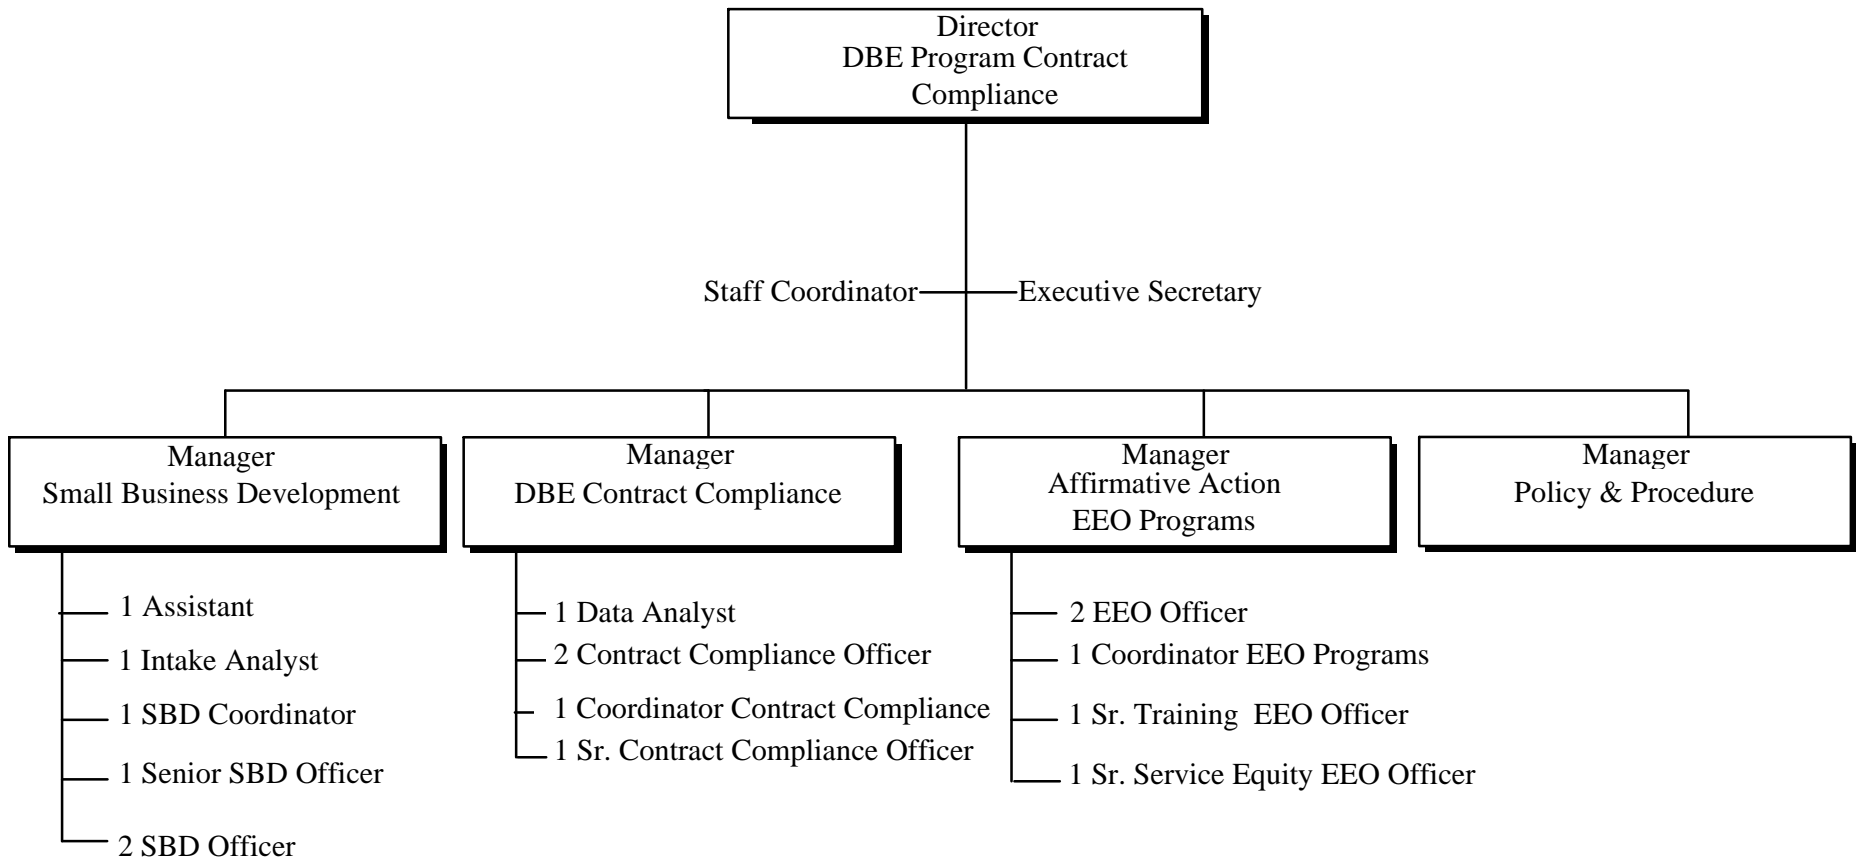 Director
DBE Program Contract
Compliance
Staff Coordinator
Executive Secretary
Manager
Small Business Development
1 Assistant
1 Intake Analyst
1 SBD Coordinator
1 Senior SBD Officer
2 SBD Officer
Manager
DBE Contract Compliance
1 Data Analyst
2 Contract Compliance Officer
1 Coordinator Contract Compliance
1 Sr. Contract Compliance Officer
Manager
Affirmative Action
EEO Programs
2 EEO Officer
1 Coordinator EEO Programs
1 Sr. Training  EEO Officer
1 Sr. Service Equity EEO Officer
Manager
Policy & Procedure